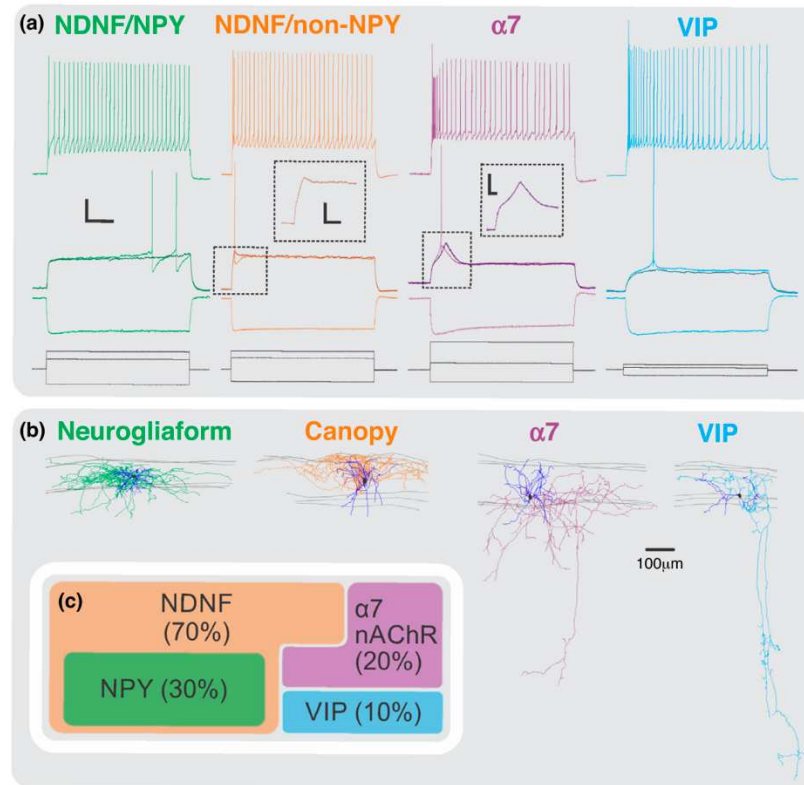 (a) NDNF/NPY NDNF/non-NPY α7 VIP
(b) Neurogliaform Canopy α7 VIP
100μm
(c) NDNF
(70%)
α7
nAChR
(20%)
NPY (30%)
VIP (10%)